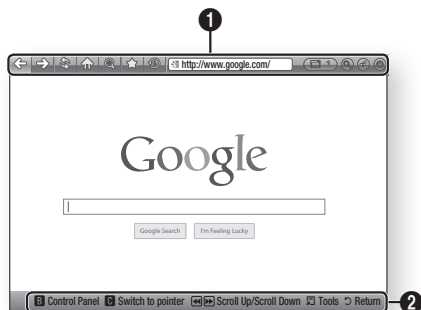 1
http://www.google.com/
1
Google
Google Search
I'm Feeling Lucky
B Control Panel C Switch to pointer Scroll Up/Scroll Down Tools Return
2